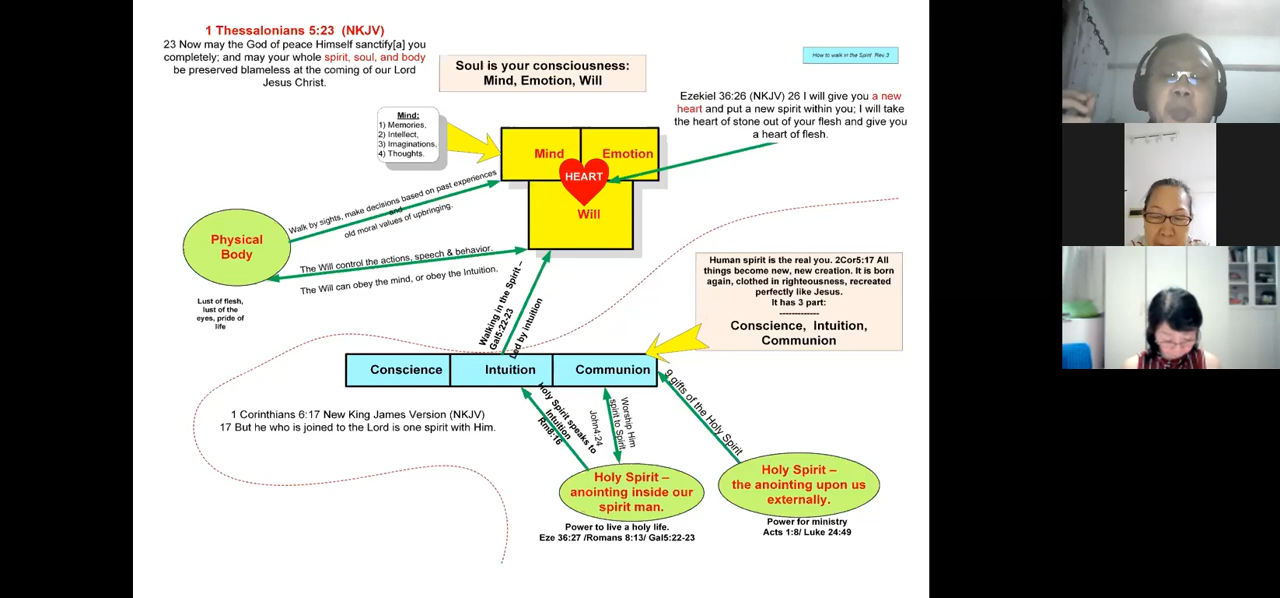 1 Thessalonians 5:23 (NKJV)
23 Now may the God of peace Himself sanctify[a] you
completely; and may your whole spirit, soul, and body
be preserved blameless at the coming of our Lord
Jesus Christ.
Soul is your consciousness:
Mind, Emotion, Will
How to walk in the Spirit Rev.3
Ezekiel 36:26 (NKJV) 26 I will give you a new
heart and put a new spirit within you; I will take
the heart of stone out of your flesh and give you
a heart of flesh.
Mind:
1) Memories,
2) Intellect,
3) Imaginations,
4) Thoughts.
Mind
Emotion
HEART
Will
Walk by sights, make decisions based on past experiences
and
old moral values of upbringing.
Physical
Body
The Will control the actions, speech & behavior.
The Will can obey the mind, or obey the Intuition.
Lust of flesh,
lust of the
eyes, pride of
life
Walking in the Spirit –
Gal5:22-23
Led by intuition
Human spirit is the real you. 2Cor5:17 All
things become new, new creation. It is born
again, clothed in righteousness, recreated
perfectly like Jesus.
It has 3 part:
-------------
Conscience, Intuition,
Communion
Conscience
Intuition
Communion
1 Corinthians 6:17 New King James Version (NKJV)
17 But he who is joined to the Lord is one spirit with Him.
Holy Spirit speaks to
Intuition
Rm8:16
Worship Him
spirit to Spirit
John4:24
9 gifts of the Holy Spirit
Holy Spirit –
anointing inside our
spirit man.
Power to live a holy life.
Eze 36:27 /Romans 8:13/ Gal5:22-23
Holy Spirit –
the anointing upon us
externally.
Power for ministry
Acts 1:8/ Luke 24:49